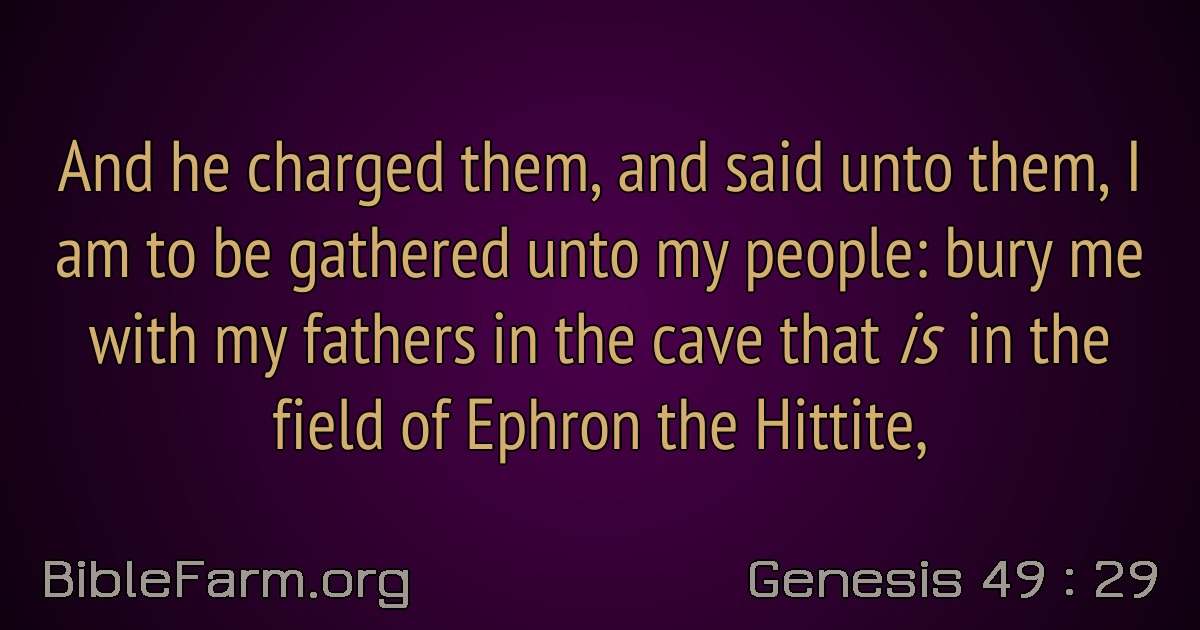 And he charged them, and said unto them, I
am to be gathered unto my people: bury me
with my fathers in the cave that is in the
field of Ephron the Hittite,
BibleFarm.org
Genesis 49 : 29